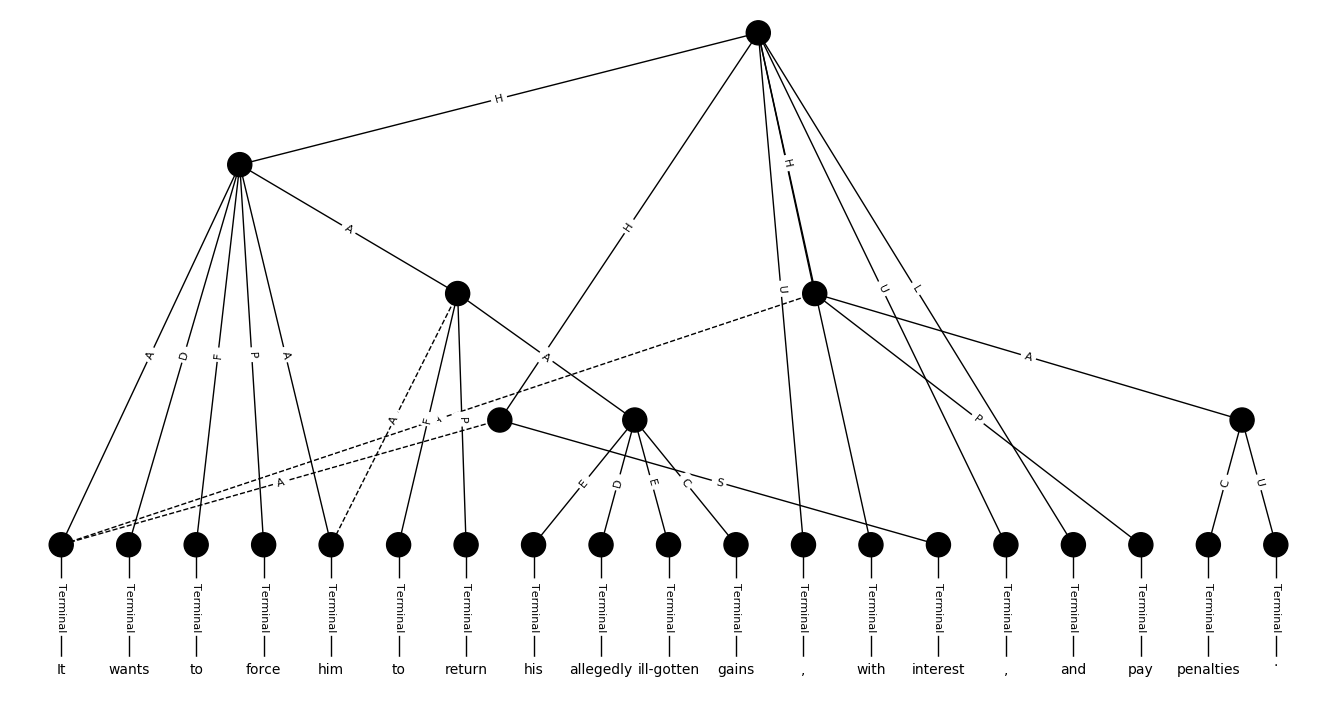 H
H
H
A
H
U
U
L
A
D
F
P
A
A
A
P
A
F
P
A
E
D
E
C
S
C
U
Terminal Terminal Terminal Terminal Terminal Terminal Terminal Terminal Terminal Terminal Terminal Terminal Terminal Terminal Terminal Terminal Terminal Terminal Terminal
It wants to force him to return his allegedly ill-gotten gains , with interest , and pay penalties .